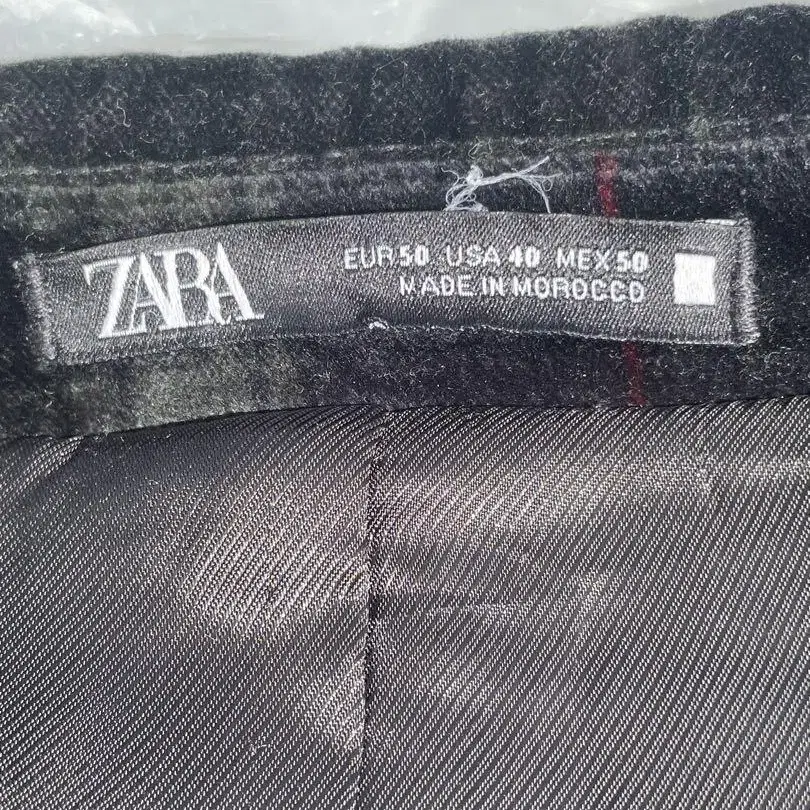 ZARA
EUR 50 USA 40 MEX 50
MADE IN MOROCCO